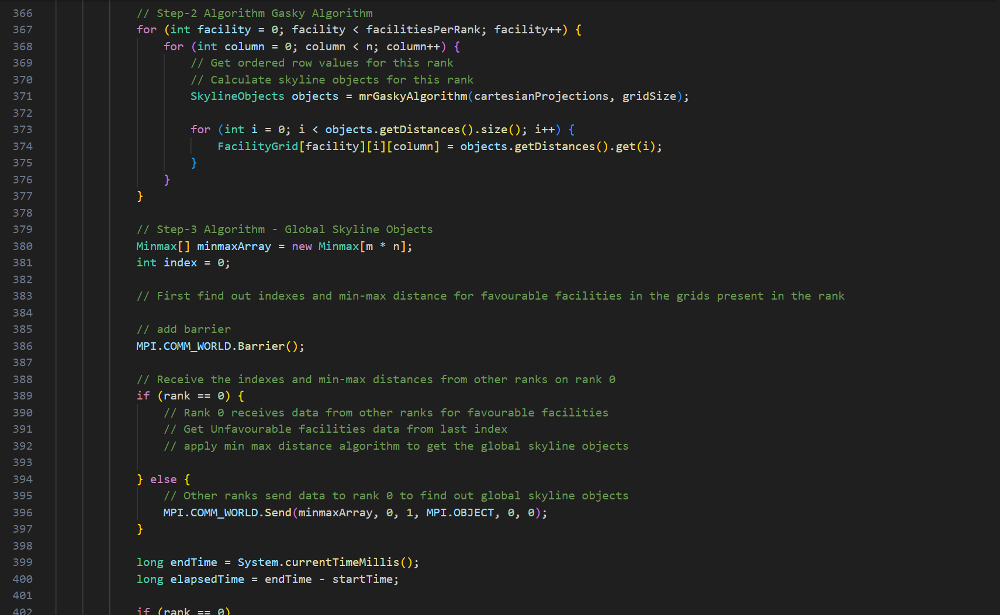 366 // Step-2 Algorithm Gasky Algorithm
367 for (int facility = 0; facility < facilitiesPerRank; facility++) {
368 for (int column = 0; column < n; column++) {
369 // Get ordered row values for this rank
370 // Calculate skyline objects for this rank
371 SkylineObjects objects = mrGaskyAlgorithm(cartesianProjections, gridSize);
372
373 for (int i = 0; i < objects.getDistances().size(); i++) {
374 FacilityGrid[facility][i][column] = objects.getDistances().get(i);
375 }
376 }
377 }
378
379 // Step-3 Algorithm - Global Skyline Objects
380 Minmax[] minmaxArray = new Minmax[m * n];
381 int index = 0;
382
383 // First find out indexes and min-max distance for favourable facilities in the grids present in the rank
384
385 // add barrier
386 MPI.COMM_WORLD.Barrier();
387
388 // Receive the indexes and min-max distances from other ranks on rank 0
389 if (rank == 0) {
390 // Rank 0 receives data from other ranks for favourable facilities
391 // Get Unfavourable facilities data from last index
392 // apply min max distance algorithm to get the global skyline objects
393
394 } else {
395 // Other ranks send data to rank 0 to find out global skyline objects
396 MPI.COMM_WORLD.Send(minmaxArray, 0, 1, MPI.OBJECT, 0, 0);
397 }
398
399 long endTime = System.currentTimeMillis();
400 long elapsedTime = endTime - startTime;
401
402 if (rank == 0)